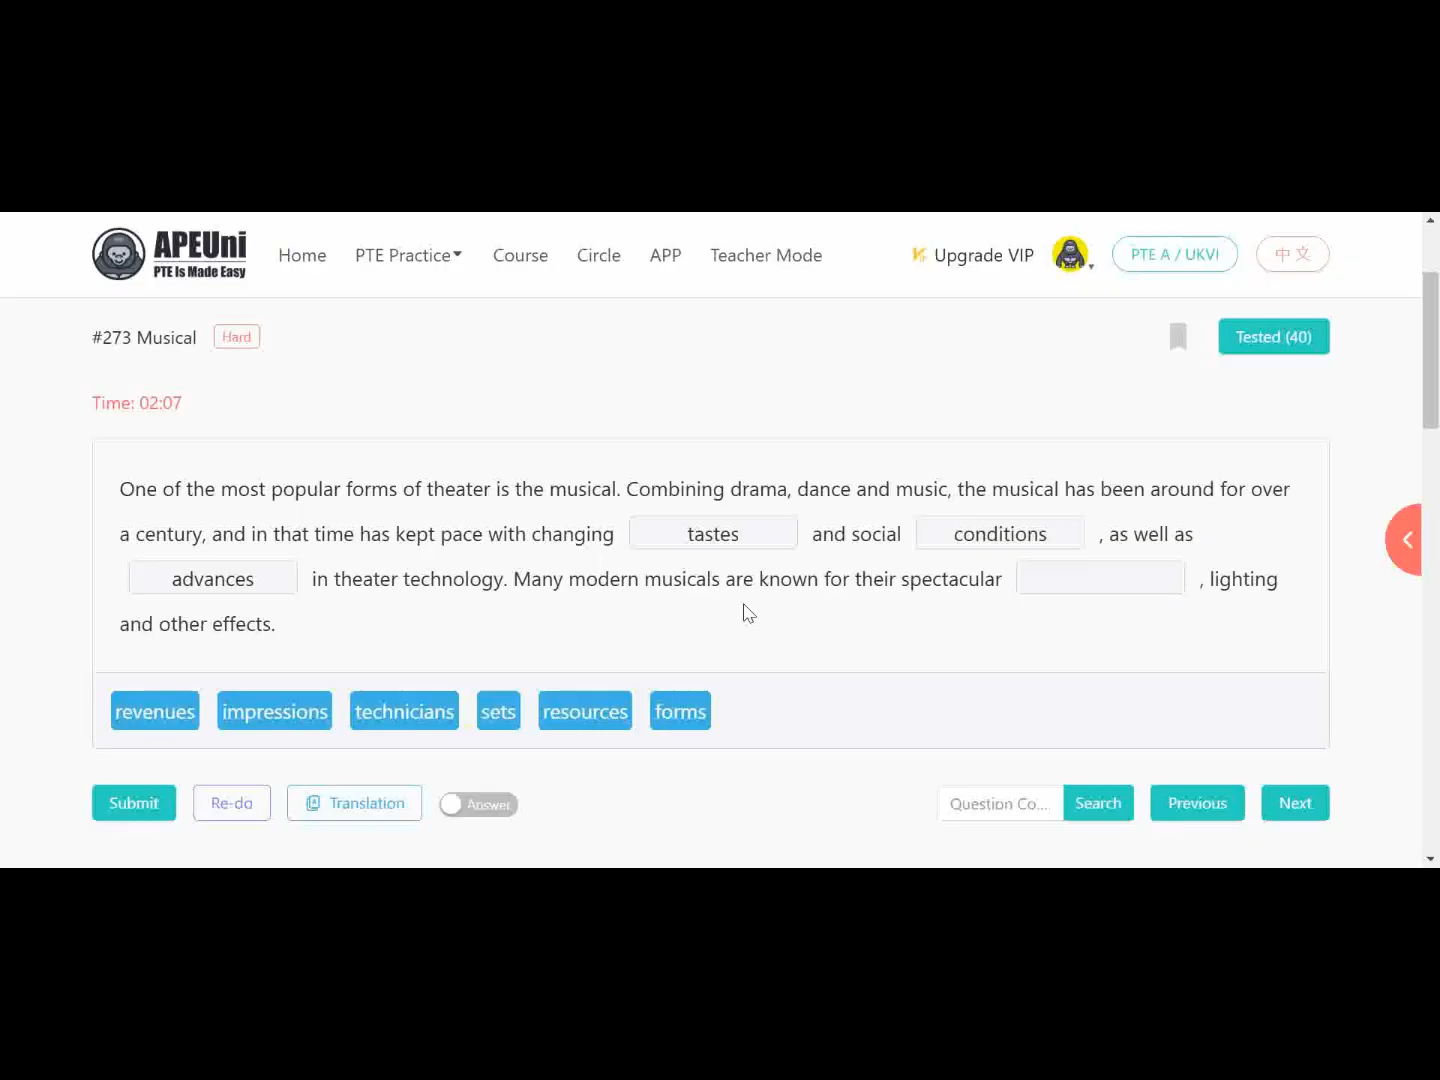 APEUni
PTE Is Made Easy
Home PTE Practice Course Circle APP Teacher Mode Upgrade VIP PTE A / UKVI 中文
#273 Musical Hard Tested (40)
Time: 02:07
One of the most popular forms of theater is the musical. Combining drama, dance and music, the musical has been around for over
a century, and in that time has kept pace with changing tastes and social conditions , as well as
advances in theater technology. Many modern musicals are known for their spectacular , lighting
and other effects.
revenues impressions technicians sets resources forms
Submit Re-do Translation Answer Question Co... Search Previous Next